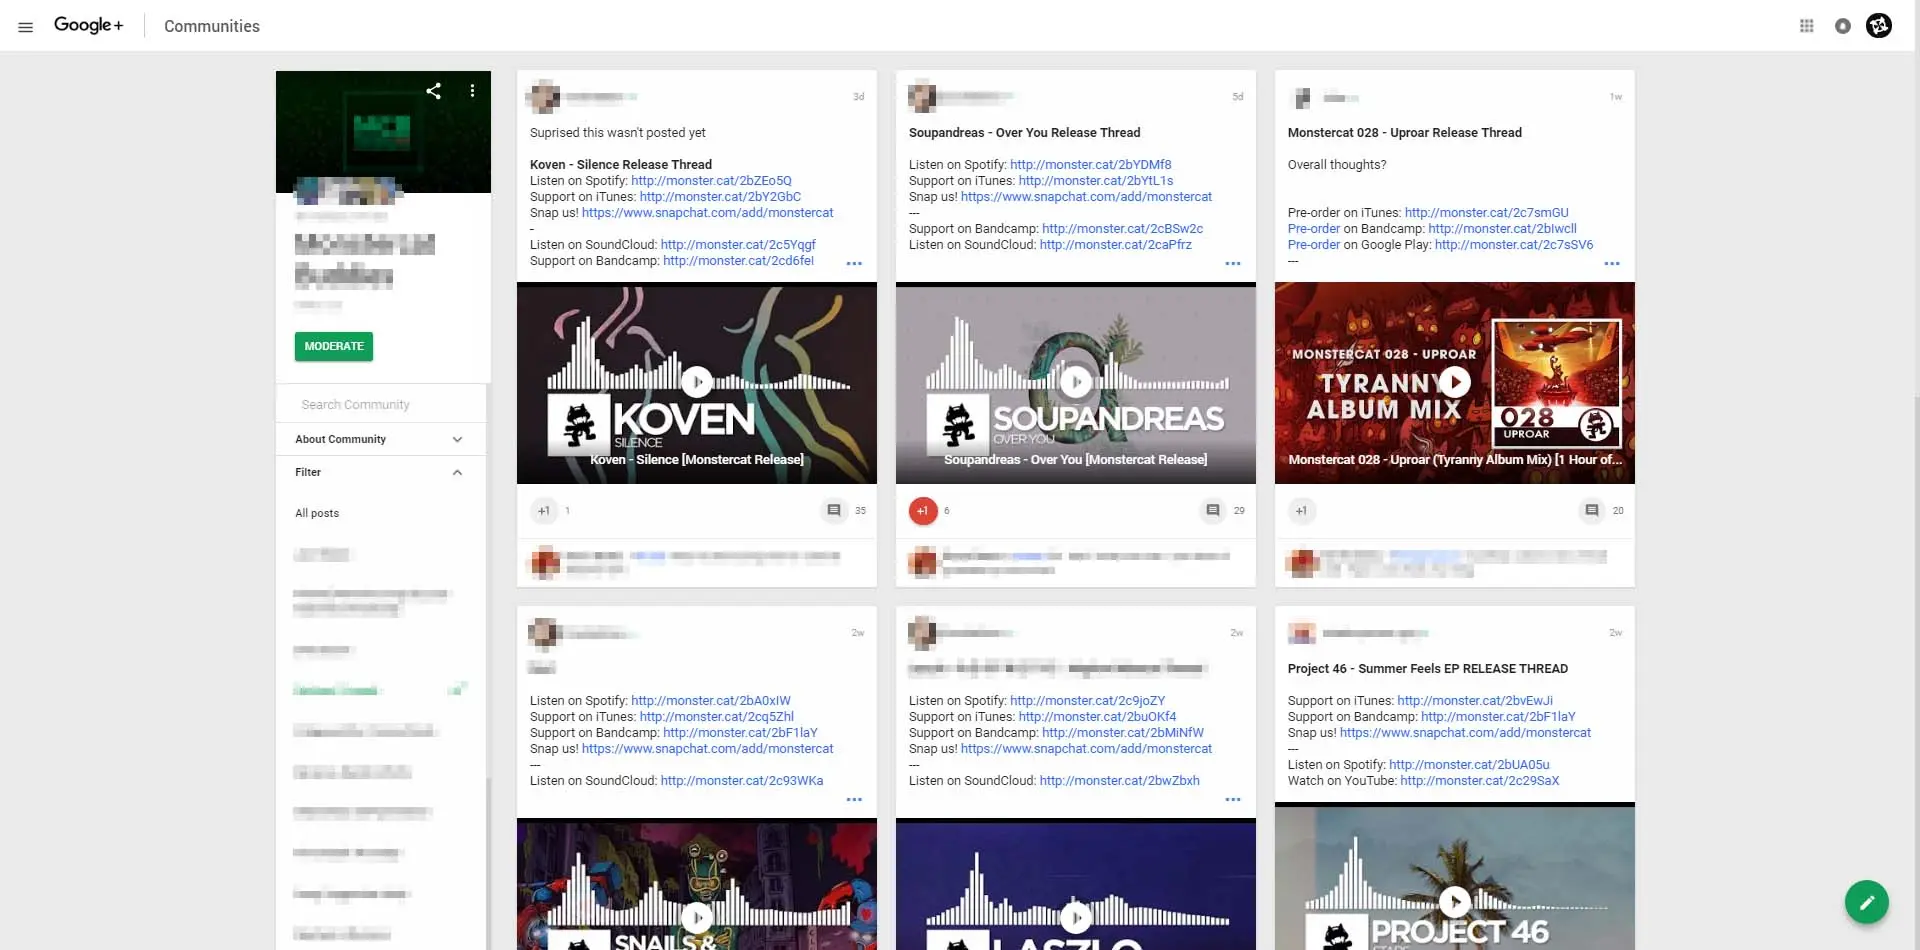 Google+
Communities
MODERATE
Search Community
About Community
Filter
All posts
3d
Suprised this wasn't posted yet
Koven - Silence Release Thread
Listen on Spotify: http://monster.cat/2bZEo5Q
Support on iTunes: http://monster.cat/2bY2GbC
Snap us! https://www.snapchat.com/add/monstercat
-
Listen on SoundCloud: http://monster.cat/2c5Yqgf
Support on Bandcamp: http://monster.cat/2cd6feI
KOVEN
SILENCE
Koven - Silence [Monstercat Release]
+1
1
35
5d
Soupandreas - Over You Release Thread
Listen on Spotify: http://monster.cat/2bYDMf8
Support on iTunes: http://monster.cat/2bYtL1s
Snap us! https://www.snapchat.com/add/monstercat
---
Support on Bandcamp: http://monster.cat/2cBSw2c
Listen on SoundCloud: http://monster.cat/2caPfrz
SOUPANDREAS
OVER YOU
Soupandreas - Over You [Monstercat Release]
+1
6
29
1w
Monstercat 028 - Uproar Release Thread
Overall thoughts?
Pre-order on iTunes: http://monster.cat/2c7smGU
Pre-order on Bandcamp: http://monster.cat/2bIwclI
Pre-order on Google Play: http://monster.cat/2c7sSV6
---
MONSTERCAT 028 - UPROAR
TYRANNY
ALBUM MIX
028
UPROAR
Monstercat 028 - Uproar (Tyranny Album Mix) [1 Hour of...
+1
20
2w
Listen on Spotify: http://monster.cat/2bA0xIW
Support on iTunes: http://monster.cat/2cq5Zhl
Support on Bandcamp: http://monster.cat/2bF1laY
Snap us! https://www.snapchat.com/add/monstercat
---
Listen on SoundCloud: http://monster.cat/2c93WKa
SNAILS &
2w
Listen on Spotify: http://monster.cat/2c9joZY
Support on iTunes: http://monster.cat/2buOKf4
Support on Bandcamp: http://monster.cat/2bMiNfW
Snap us! https://www.snapchat.com/add/monstercat
---
Listen on SoundCloud: http://monster.cat/2bwZbxh
LASZLO
2w
Project 46 - Summer Feels EP RELEASE THREAD
Support on iTunes: http://monster.cat/2bvEwJi
Support on Bandcamp: http://monster.cat/2bF1laY
Snap us! https://www.snapchat.com/add/monstercat
---
Listen on Spotify: http://monster.cat/2bUA05u
Watch on YouTube: http://monster.cat/2c29SaX
PROJECT 46